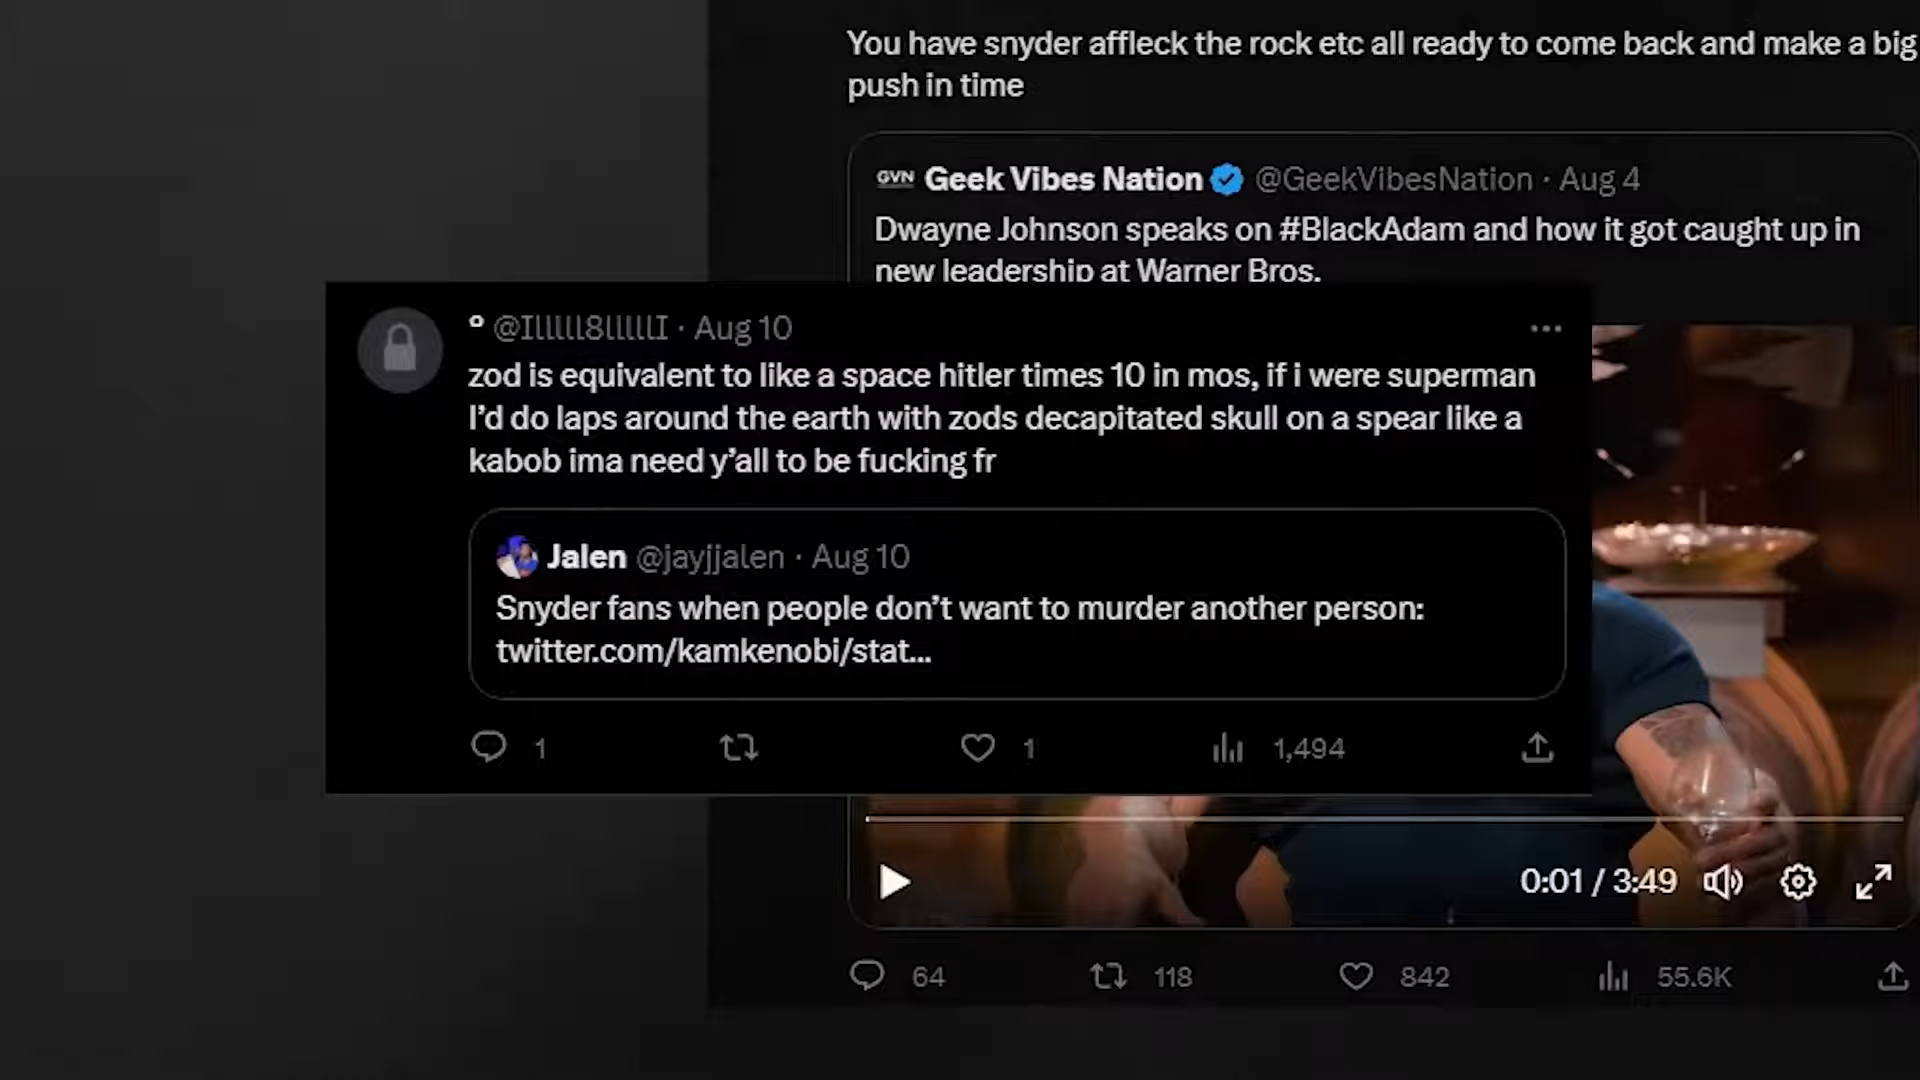 You have snyder affleck the rock etc all ready to come back and make a big
push in time
GVN Geek Vibes Nation @GeekVibesNation · Aug 4
Dwayne Johnson speaks on #BlackAdam and how it got caught up in
new leadership at Warner Bros.
° · Aug 10
zod is equivalent to like a space hitler times 10 in mos, if i were superman
I’d do laps around the earth with zods decapitated skull on a spear like a
kabob ima need y’all to be fucking fr
Jalen @jayjjalen · Aug 10
Snyder fans when people don’t want to murder another person:
twitter.com/kamkenobi/stat...
1 1 1,494
0:01 / 3:49
64 118 842 55.6K